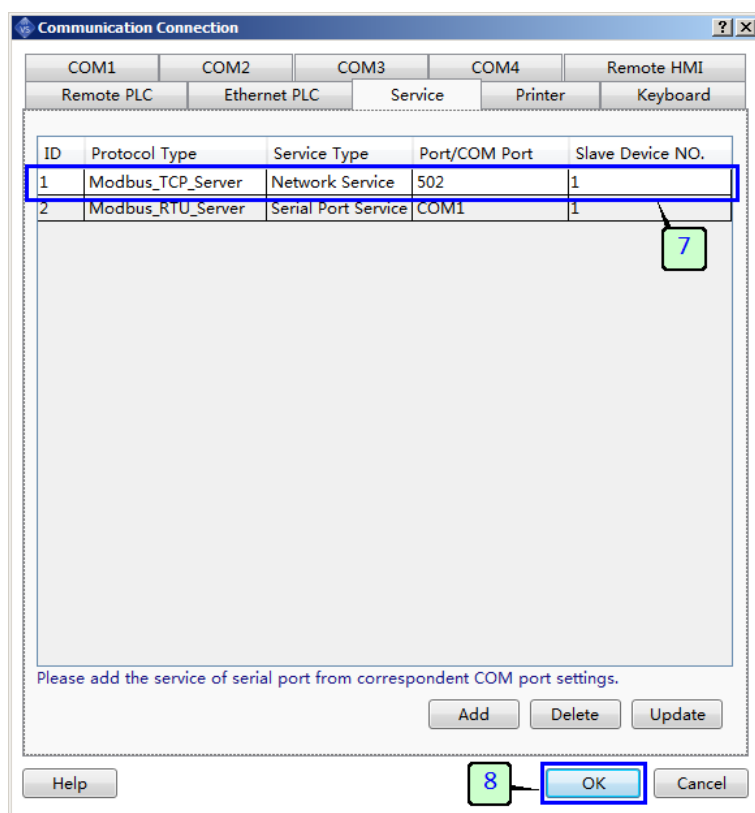 VS Communication Connection ? X
COM1 COM2 COM3 COM4 Remote HMI
Remote PLC Ethernet PLC Service Printer Keyboard
ID Protocol Type Service Type Port/COM Port Slave Device NO.
1 Modbus_TCP_Server Network Service 502 1
2 Modbus_RTU_Server Serial Port Service COM1 1
7
Please add the service of serial port from correspondent COM port settings.
Add Delete Update
Help 8 OK Cancel